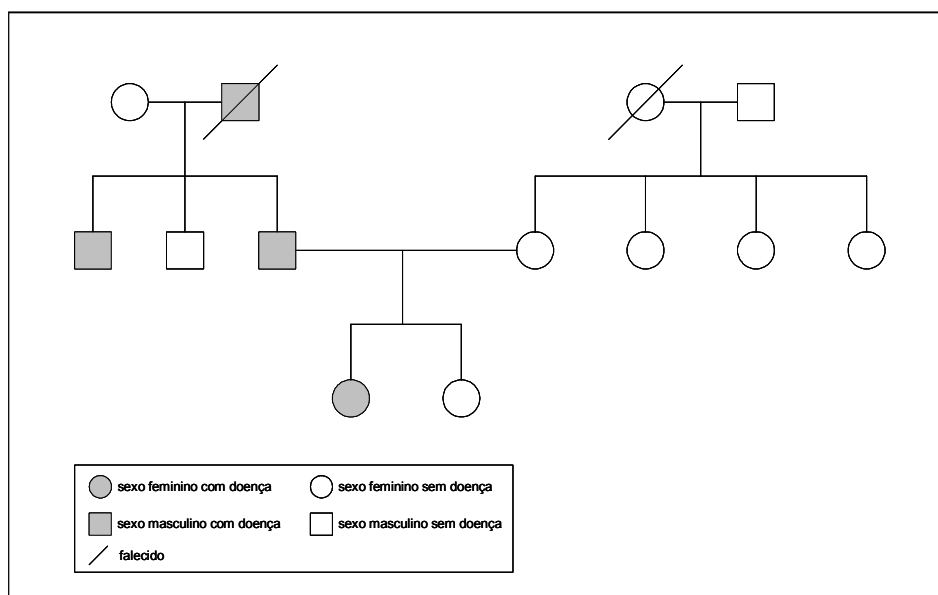 sexo feminino com doença
sexo feminino sem doença
sexo masculino com doença
sexo masculino sem doença
falecido